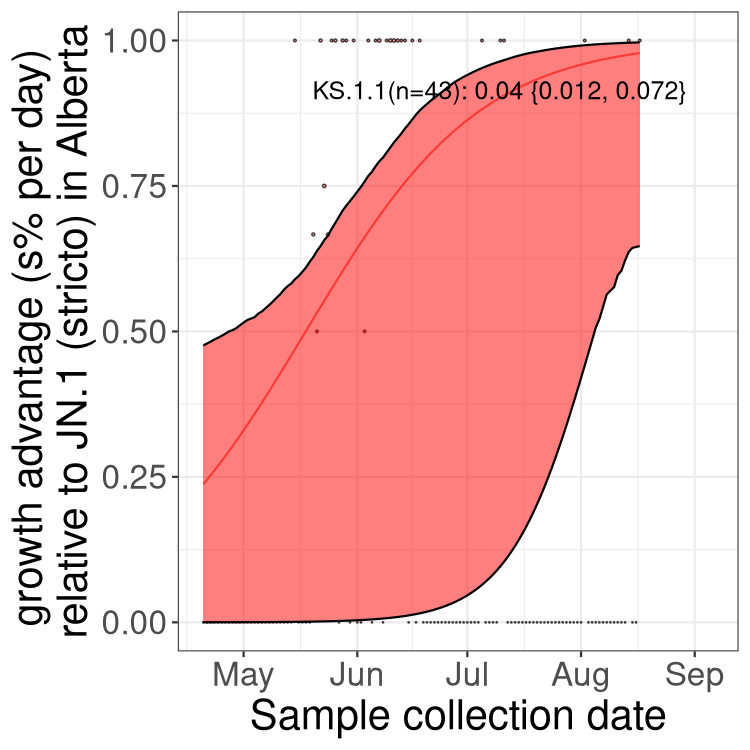 growth advantage (s% per day)
relative to JN.1 (stricto) in Alberta
1.00
0.75
0.50
0.25
0.00
KS.1.1(n=43): 0.04 {0.012, 0.072}
May Jun Jul Aug Sep
Sample collection date